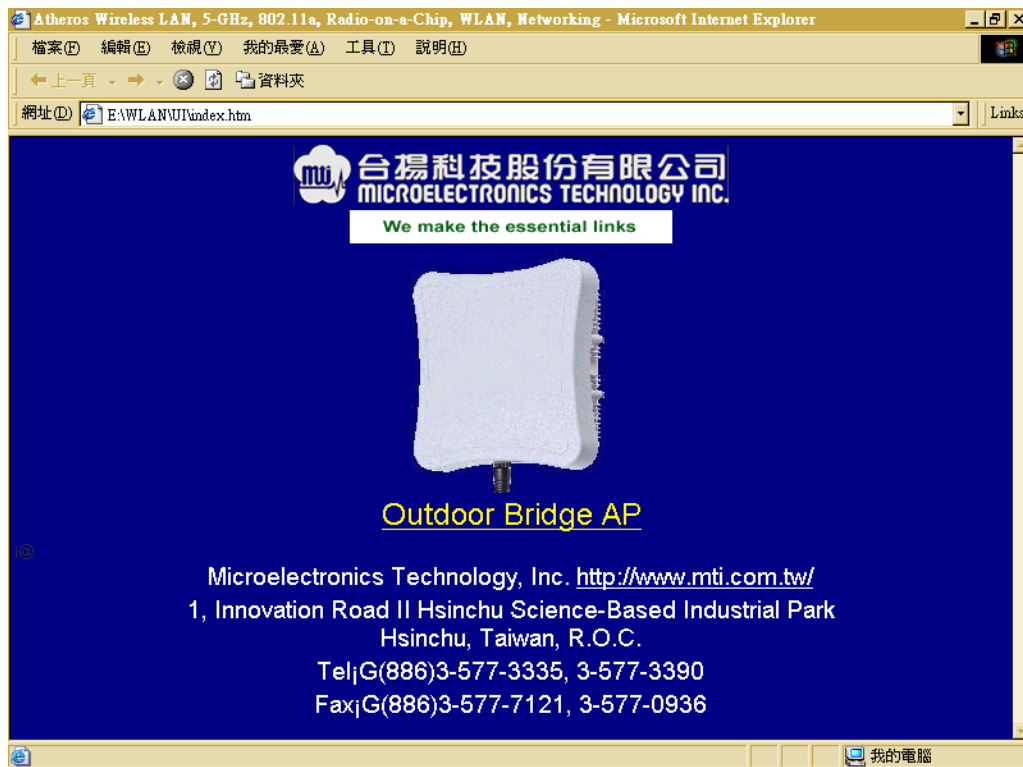 Atheros Wireless LAN, 5-GHz, 802.11a, Radio-on-a-Chip, WLAN, Networking - Microsoft Internet Explorer
檔案(F) 編輯(E) 檢視(V) 我的最愛(A) 工具(T) 說明(H)
上一頁 資料夾
網址(D) E:\WLAN\UI\index.htm Links
mti 台揚科技股份有限公司
MICROELECTRONICS TECHNOLOGY INC.
We make the essential links
Outdoor Bridge AP
¡@
Microelectronics Technology, Inc. http://www.mti.com.tw/
1, Innovation Road II Hsinchu Science-Based Industrial Park
Hsinchu, Taiwan, R.O.C.
Tel¡G(886)3-577-3335, 3-577-3390
Fax¡G(886)3-577-7121, 3-577-0936
我的電腦